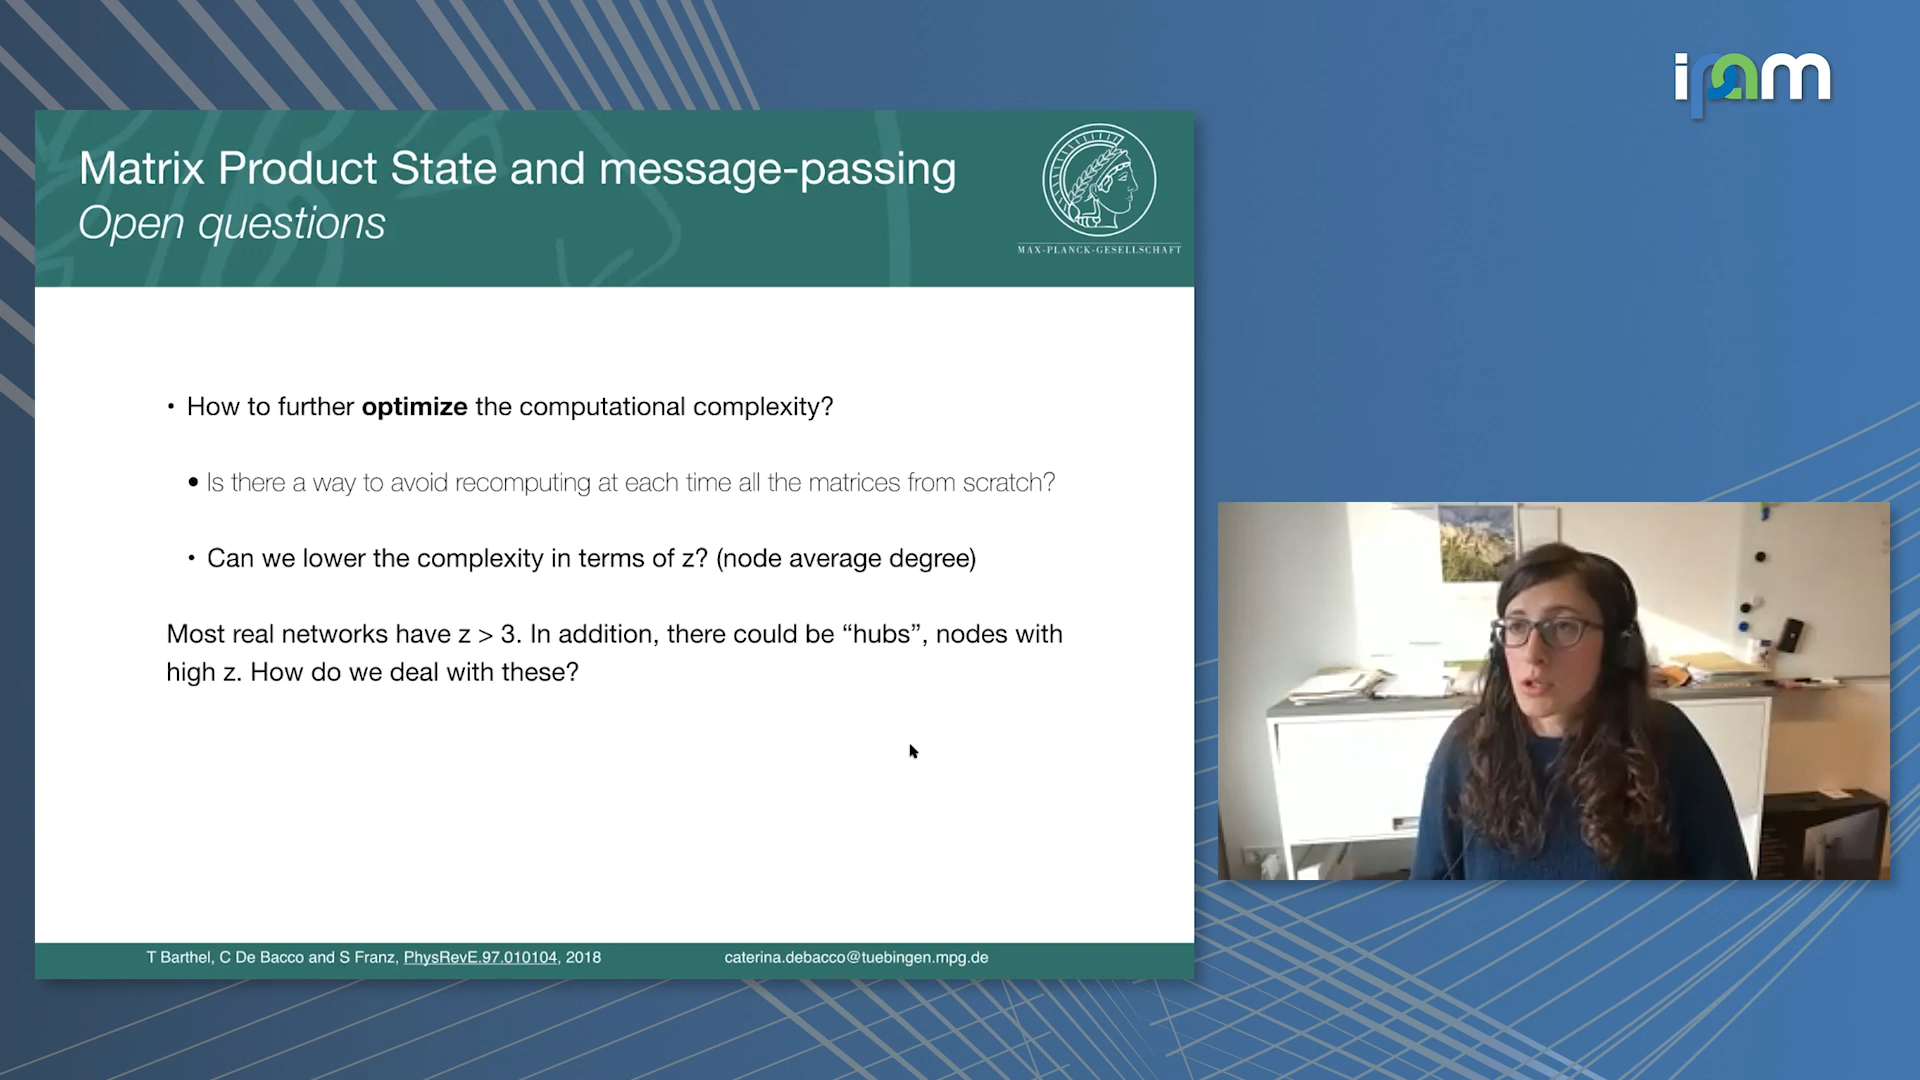 ipam
Matrix Product State and message-passing
Open questions
MAX-PLANCK-GESELLSCHAFT
• How to further optimize the computational complexity?
• Is there a way to avoid recomputing at each time all the matrices from scratch?
• Can we lower the complexity in terms of z? (node average degree)
Most real networks have z > 3. In addition, there could be “hubs”, nodes with
high z. How do we deal with these?
T Barthel, C De Bacco and S Franz, PhysRevE.97.010104, 2018
caterina.debacco@tuebingen.mpg.de